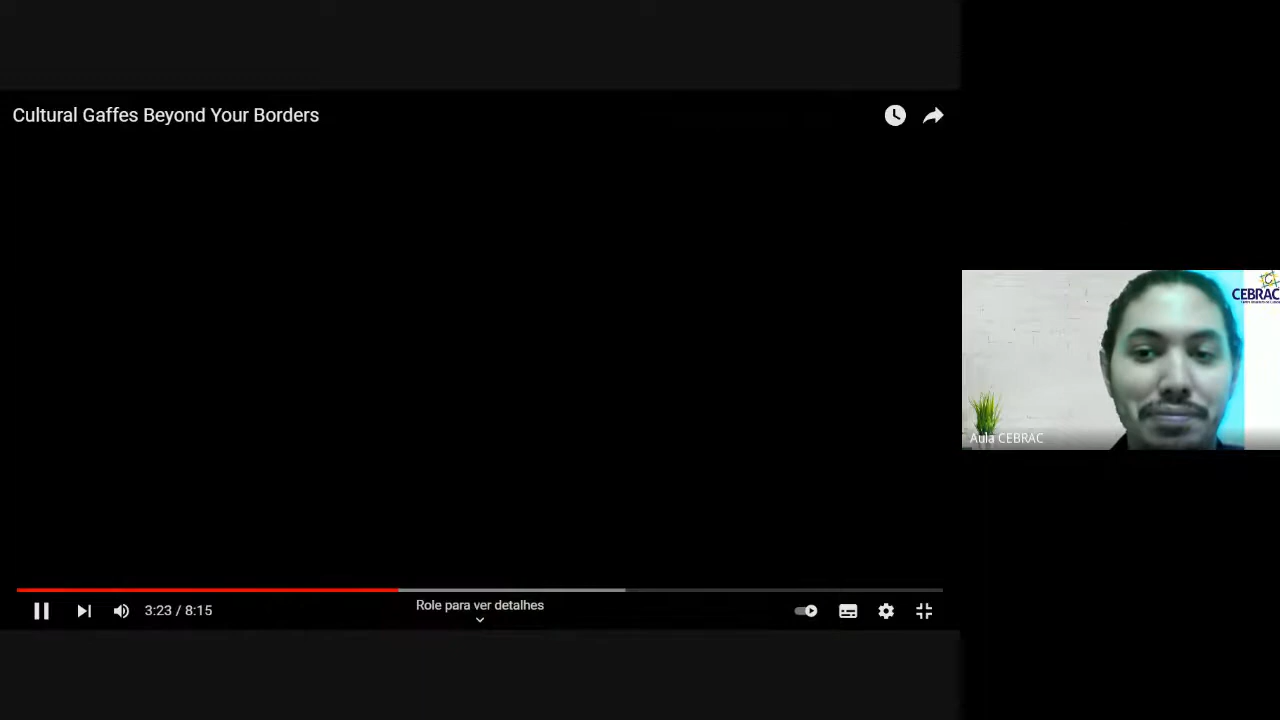 Cultural Gaffes Beyond Your Borders
CEBRAC
Aula CEBRAC
Role para ver detalhes
3:23 / 8:15